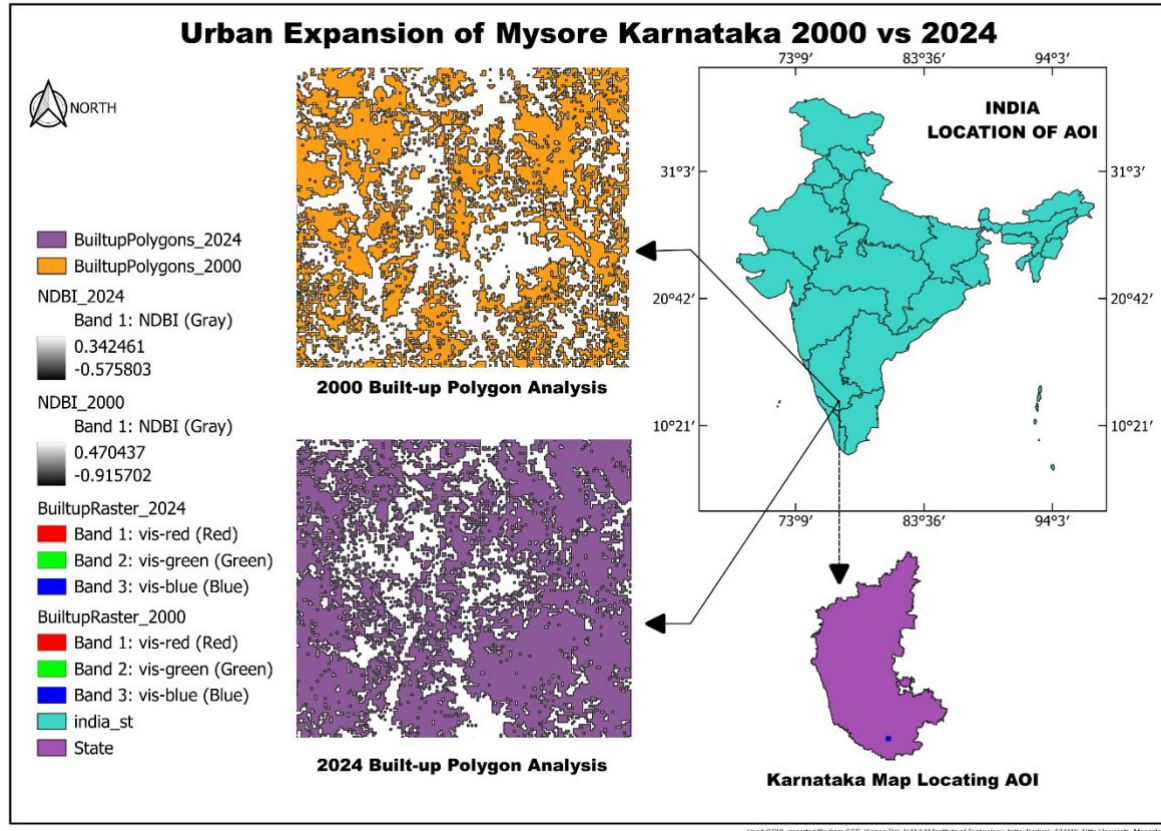 Urban Expansion of Mysore Karnataka 2000 vs 2024
NORTH
BuiltupPolygons_2024
BuiltupPolygons_2000
NDBI_2024
Band 1: NDBI (Gray)
0.342461
-0.575803
NDBI_2000
Band 1: NDBI (Gray)
0.470437
-0.915702
BuiltupRaster_2024
Band 1: vis-red (Red)
Band 2: vis-green (Green)
Band 3: vis-blue (Blue)
BuiltupRaster_2000
Band 1: vis-red (Red)
Band 2: vis-green (Green)
Band 3: vis-blue (Blue)
india_st
State
2000 Built-up Polygon Analysis
2024 Built-up Polygon Analysis
73°9′ 83°36′ 94°3′
INDIA
LOCATION OF AOI
31°3′ 31°3′
20°42′ 20°42′
10°21′ 10°21′
73°9′ 83°36′ 94°3′
Karnataka Map Locating AOI